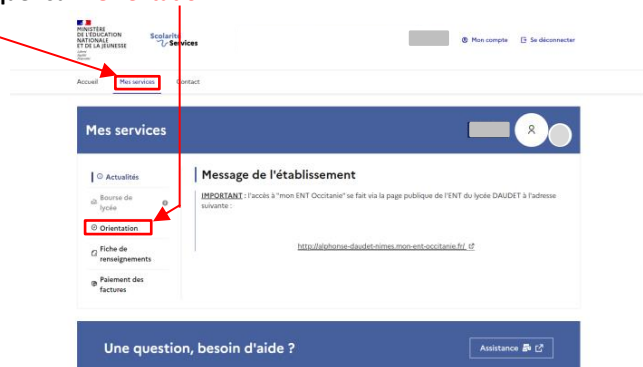 MINISTÈRE
DE L'ÉDUCATION
NATIONALE
ET DE LA JEUNESSE
Scolarité
Services
Mon compte
Se déconnecter
Accueil
Mes services
Contact
Mes services
Actualités
Bourse de
lycée
Orientation
Fiche de
renseignements
Paiement des
factures
Message de l'établissement
IMPORTANT : l'accès à "mon ENT Occitanie" se fait via la page publique de l'ENT du lycée DAUDET à l'adresse
suivante :
http://alphonse-daudet-nimes.mon-ent-occitanie.fr/
Une question, besoin d'aide ?
Assistance